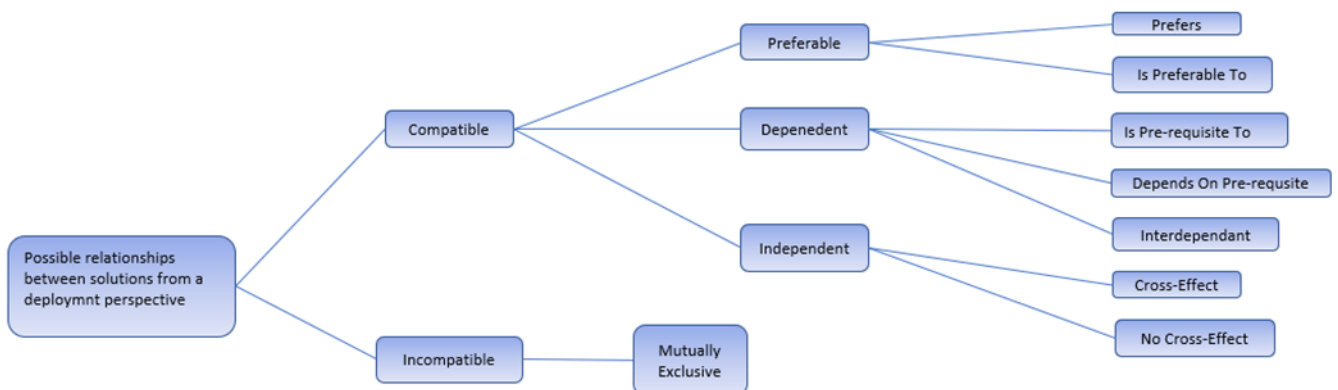 Prefers
Preferable
Is Preferable To
Compatible
Depenedent
Is Pre-requisite To
Depends On Pre-requsite
Interdependant
Independent
Possible relationships
between solutions from a
deploymnt perspective
Cross-Effect
No Cross-Effect
Incompatible
Mutually
Exclusive